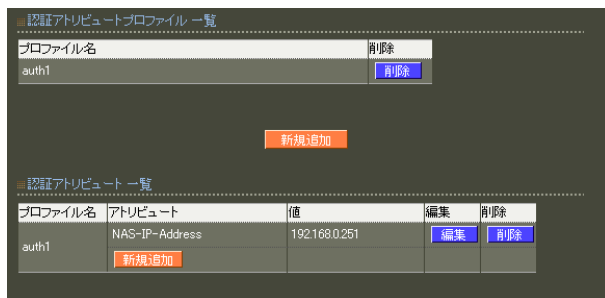 認証アトリビュートプロファイル 一覧
プロファイル名 削除
auth1 削除
新規追加
認証アトリビュート 一覧
プロファイル名 アトリビュート 値 編集 削除
auth1 NAS-IP-Address 192.168.0.251 編集 削除
新規追加